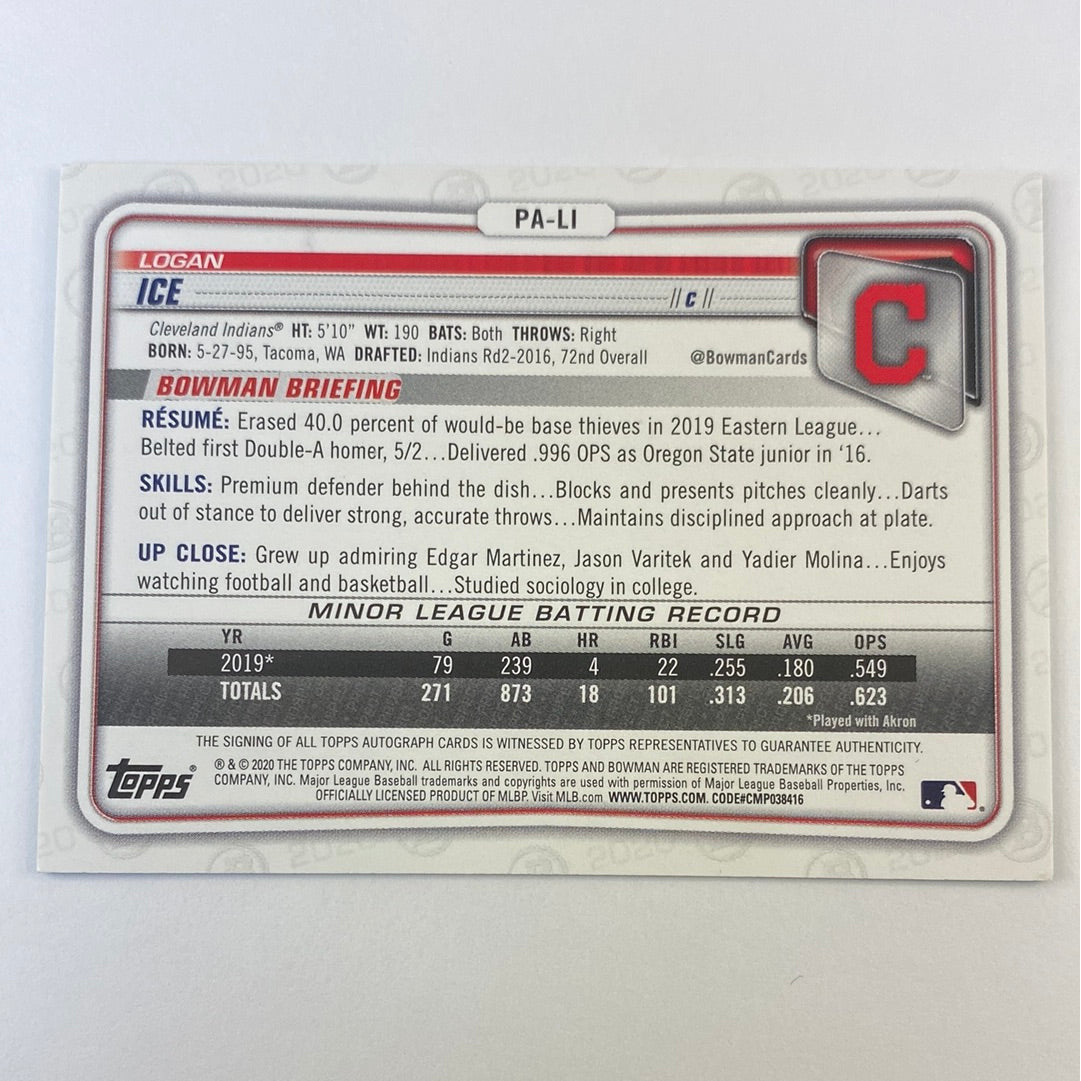 PA-LI
LOGAN
ICE // C //
Cleveland Indians® HT: 5'10" WT: 190 BATS: Both THROWS: Right
BORN: 5-27-95, Tacoma, WA DRAFTED: Indians Rd2-2016, 72nd Overall @BowmanCards
C
BOWMAN BRIEFING
RÉSUMÉ: Erased 40.0 percent of would-be base thieves in 2019 Eastern League...
Belted first Double-A homer, 5/2...Delivered .996 OPS as Oregon State junior in '16.
SKILLS: Premium defender behind the dish...Blocks and presents pitches cleanly...Darts
out of stance to deliver strong, accurate throws...Maintains disciplined approach at plate.
UP CLOSE: Grew up admiring Edgar Martinez, Jason Varitek and Yadier Molina...Enjoys
watching football and basketball...Studied sociology in college.
MINOR LEAGUE BATTING RECORD
YR G AB HR RBI SLG AVG OPS
2019* 79 239 4 22 .255 .180 .549
TOTALS 271 873 18 101 .313 .206 .623
*Played with Akron
THE SIGNING OF ALL TOPPS AUTOGRAPH CARDS IS WITNESSED BY TOPPS REPRESENTATIVES TO GUARANTEE AUTHENTICITY.
TOPPS®
® & © 2020 THE TOPPS COMPANY, INC. ALL RIGHTS RESERVED. TOPPS AND BOWMAN ARE REGISTERED TRADEMARKS OF THE TOPPS
COMPANY, INC. Major League Baseball trademarks and copyrights are used with permission of Major League Baseball Properties, Inc.
OFFICIALLY LICENSED PRODUCT OF MLBP. Visit MLB.com WWW.TOPPS.COM. CODE#CMP038416